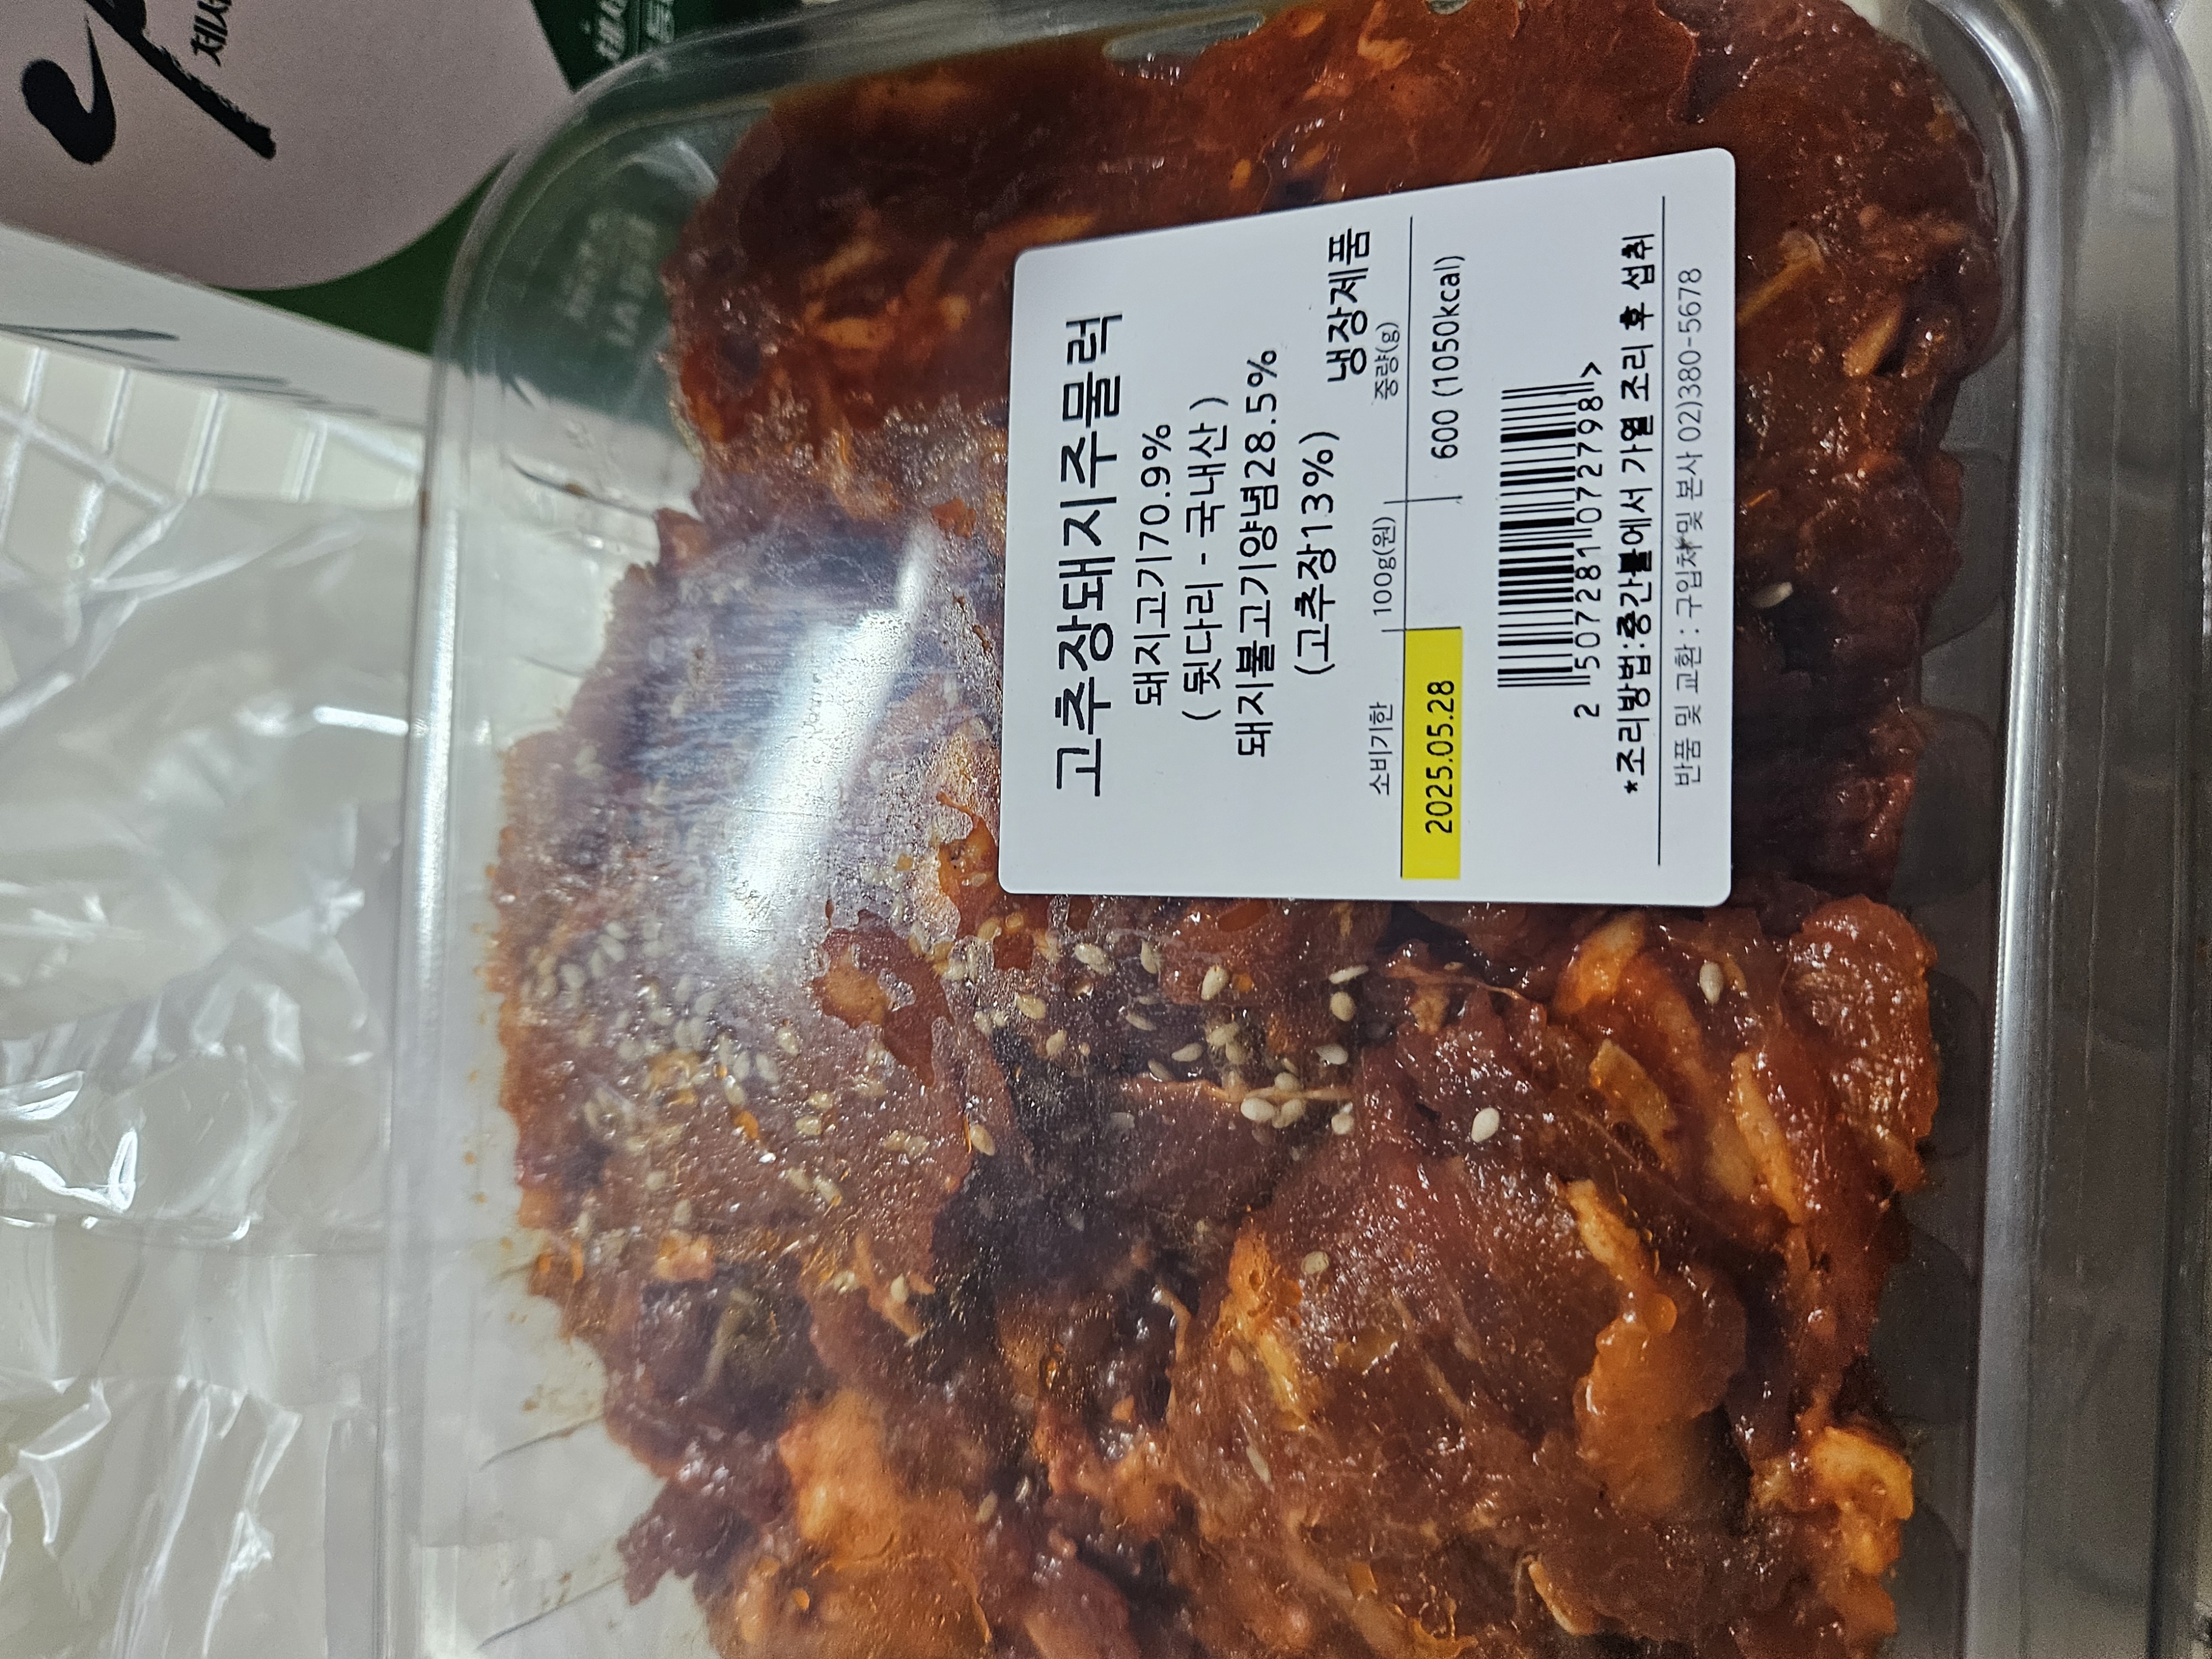 고추장돼지주물럭
돼지고기70.9%
( 뒷다리 - 국내산 )
돼지불고기양념28.5%
(고추장13%)
냉장제품
소비기한 100g(원) 중량(g)
2025.05.28 600 (1050kcal)
2 507281 072798 >
*조리방법:중간불에서 가열 조리 후 섭취
반품 및 교환 : 구입처 및 본사 02)380-5678